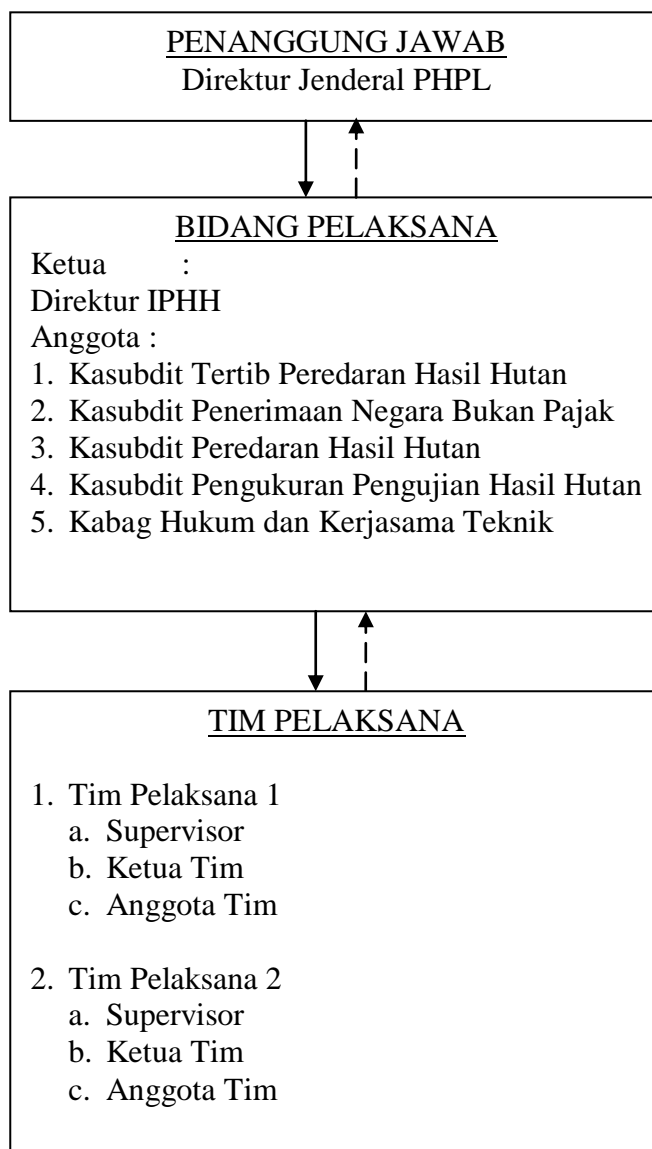 PENANGGUNG JAWAB
Direktur Jenderal PHPL
BIDANG PELAKSANA
Ketua :
Direktur IPHH
Anggota :
1. Kasubdit Tertib Peredaran Hasil Hutan
2. Kasubdit Penerimaan Negara Bukan Pajak
3. Kasubdit Peredaran Hasil Hutan
4. Kasubdit Pengukuran Pengujian Hasil Hutan
5. Kabag Hukum dan Kerjasama Teknik
TIM PELAKSANA
1. Tim Pelaksana 1
a. Supervisor
b. Ketua Tim
c. Anggota Tim
2. Tim Pelaksana 2
a. Supervisor
b. Ketua Tim
c. Anggota Tim